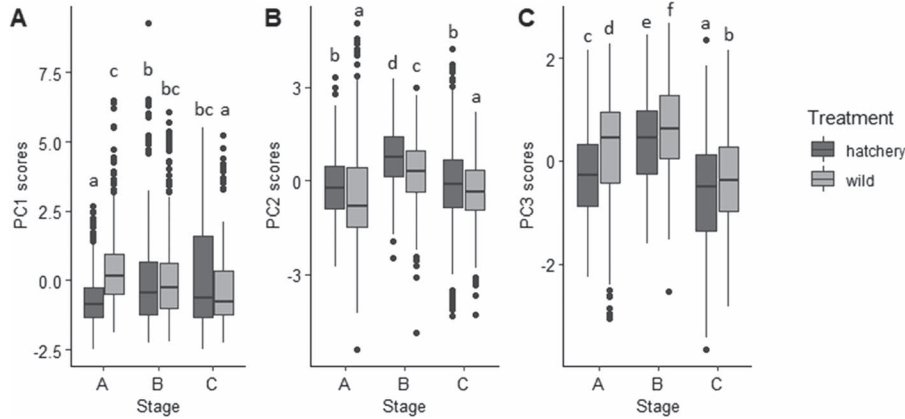 A
PC1 scores
7.5
5.0
2.5
0.0
-2.5
a
c
b
bc
bc
a
A B C
Stage
B
PC2 scores
3
0
-3
b
a
d
c
b
a
A B C
Stage
C
PC3 scores
2
0
-2
c
d
e
f
a
b
A B C
Stage
Treatment
hatchery
wild